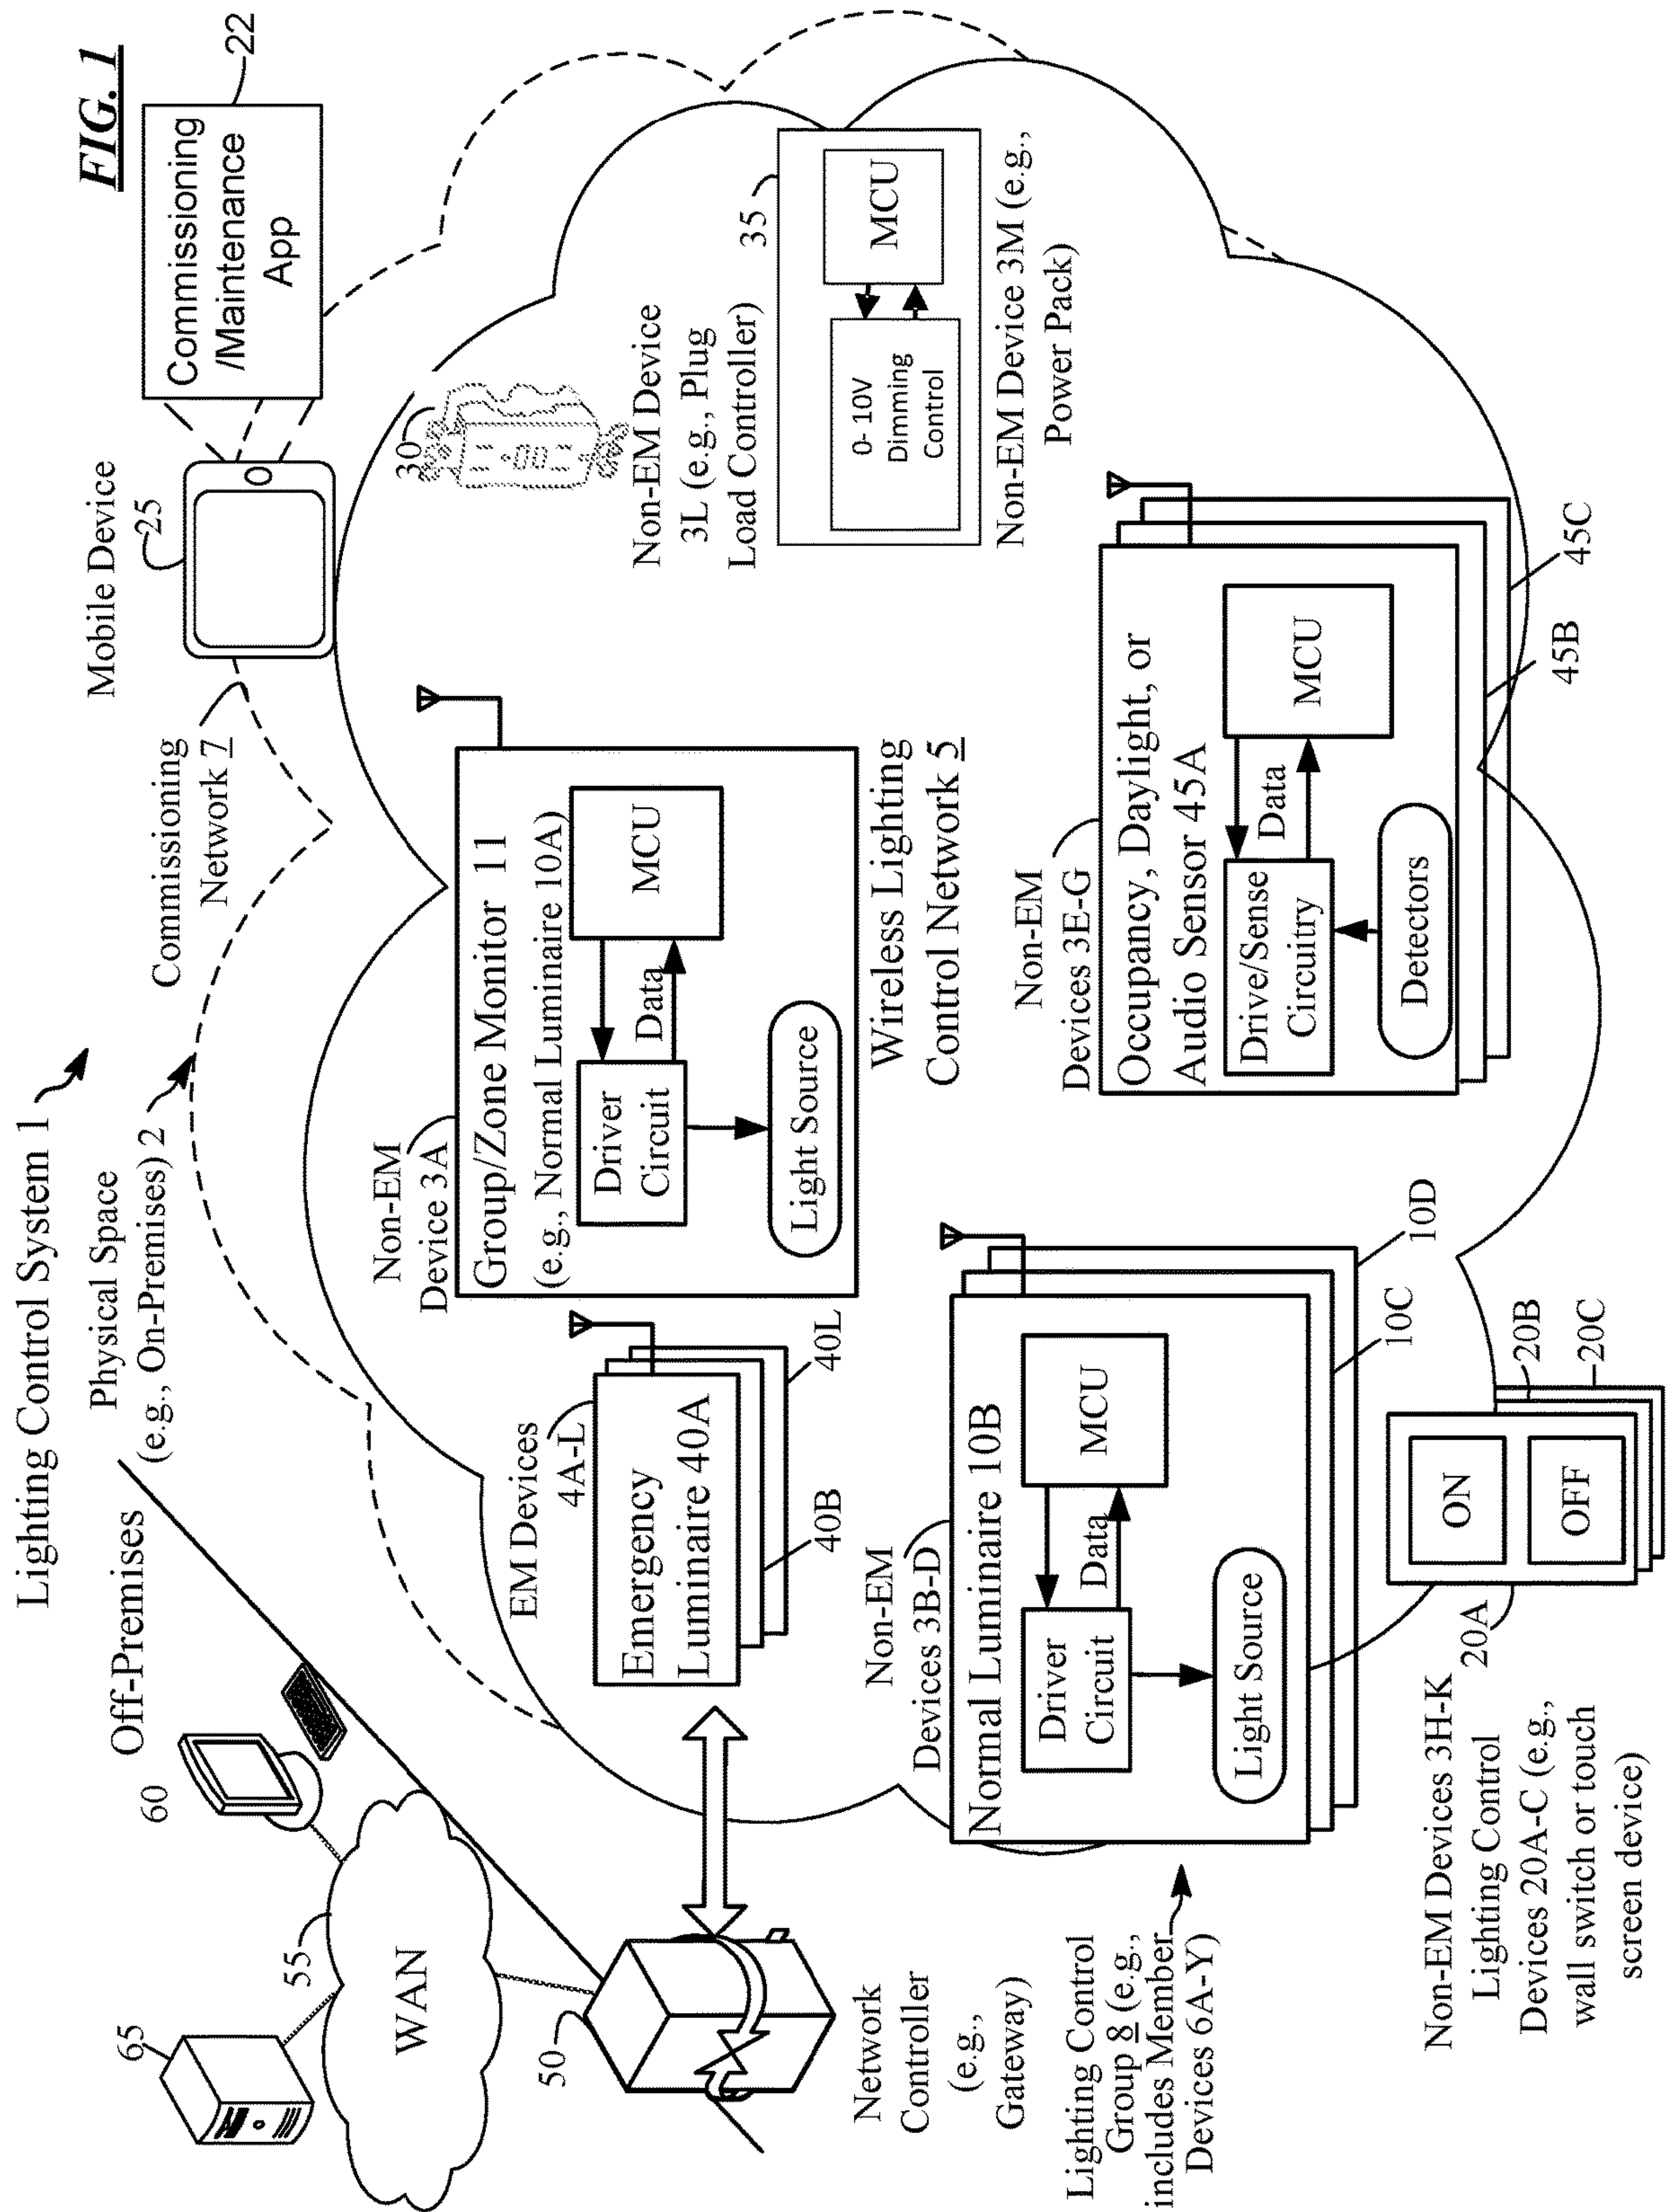 FIG. 1
Lighting Control System 1
Physical Space
(e.g., On-Premises) 2
Off-Premises
65
55
60
WAN
50
Network
Controller
(e.g.,
Gateway)
Commissioning
Network 7
Mobile Device
25
Commissioning
/Maintenance
App
22
EM Devices
4A-L
Emergency
Luminaire 40A
40B
40L
Non-EM
Device 3A
Group/Zone Monitor 11
(e.g., Normal Luminaire 10A)
Driver
Circuit
Data
MCU
Light Source
Wireless Lighting
Control Network 5
30
Non-EM Device
3L (e.g., Plug
Load Controller)
35
0- 10V
Dimming
Control
MCU
Non-EM Device 3M (e.g.,
Power Pack)
Lighting Control
Group 8 (e.g.,
includes Member
Devices 6A-Y)
Non-EM
Devices 3B-D
Normal Luminaire 10B
Driver
Circuit
Data
MCU
Light Source
10C
10D
Non-EM
Devices 3E-G
Occupancy, Daylight, or
Audio Sensor 45A
Drive/Sense
Circuitry
Data
MCU
Detectors
45B
45C
Non-EM Devices 3H-K
Lighting Control
Devices 20A-C (e.g.,
wall switch or touch
screen device)
20A
ON
OFF
20B
20C